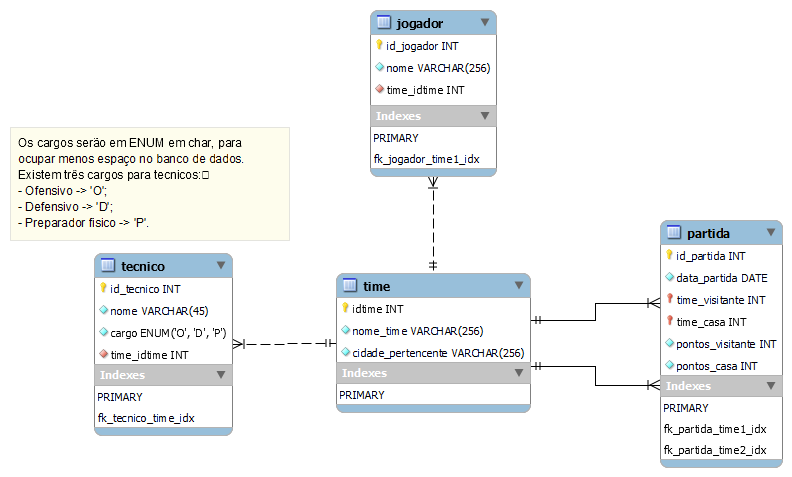 jogador
id_jogador INT
nome VARCHAR(256)
time_idtime INT
Indexes
PRIMARY
fk_jogador_time1_idx
Os cargos serão em ENUM em char, para
ocupar menos espaço no banco de dados.
Existem três cargos para tecnicos:
- Ofensivo -> 'O';
- Defensivo -> 'D';
- Preparador fisico -> 'P'.
tecnico
id_tecnico INT
nome VARCHAR(45)
cargo ENUM('O', 'D', 'P')
time_idtime INT
Indexes
PRIMARY
fk_tecnico_time_idx
time
idtime INT
nome_time VARCHAR(256)
cidade_pertencente VARCHAR(256)
Indexes
PRIMARY
partida
id_partida INT
data_partida DATE
time_visitante INT
time_casa INT
pontos_visitante INT
pontos_casa INT
Indexes
PRIMARY
fk_partida_time1_idx
fk_partida_time2_idx